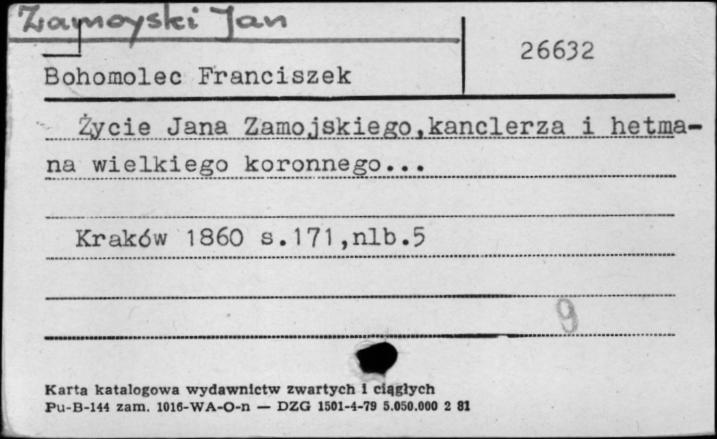 Zamoyski Jan
26632
Bohomolec Franciszek
Życie Jana Zamojskiego,kanclerza i hetma-
na wielkiego koronnego...
Kraków 1860 s.171,nlb.5
9
Karta katalogowa wydawnictw zwartych i ciągłych
Pu-B-144 zam. 1016-WA-O-n — DZG 1501-4-79 5.050.000 2 81